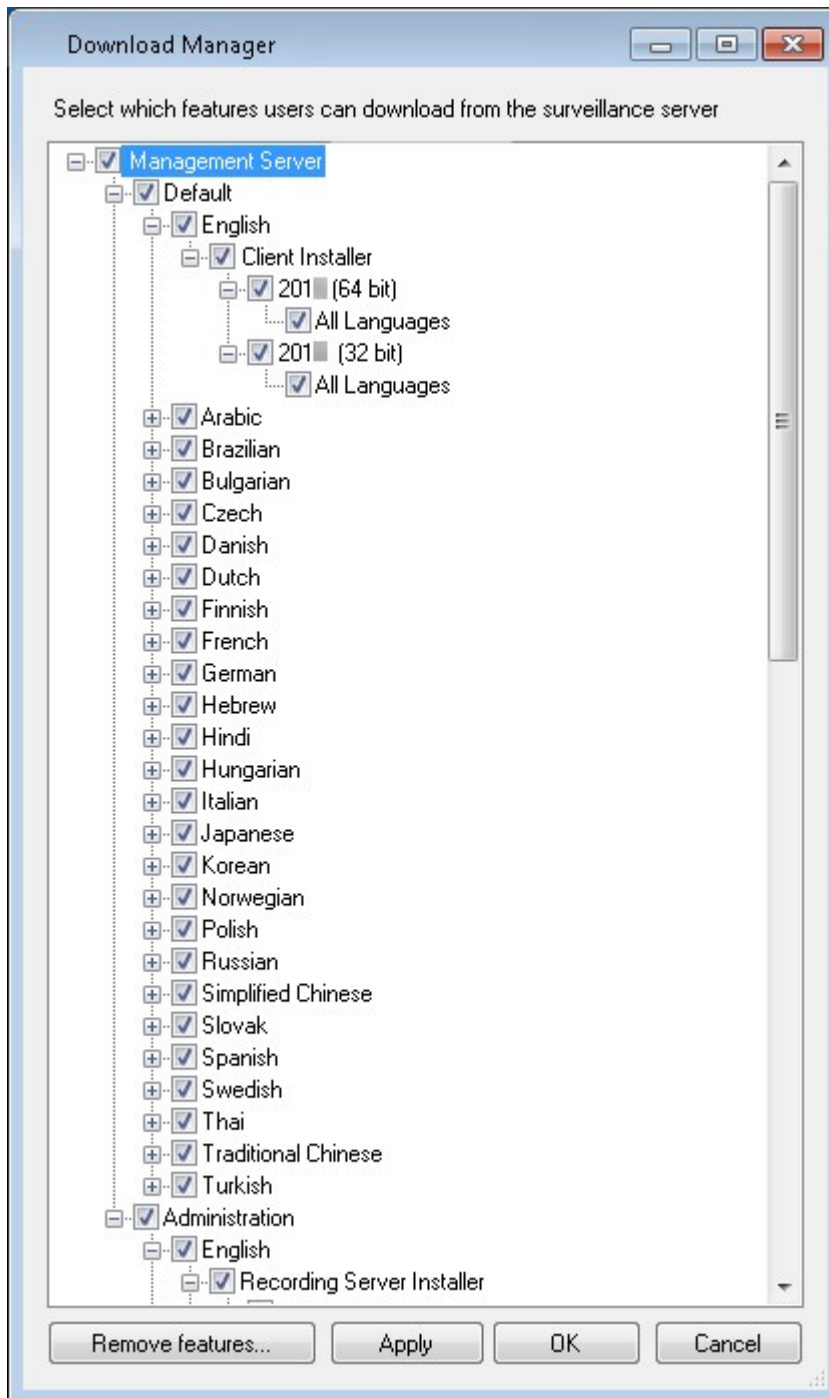 Download Manager
Select which features users can download from the surveillance server
Management Server
Default
English
Client Installer
201 (64 bit)
All Languages
201 (32 bit)
All Languages
Arabic
Brazilian
Bulgarian
Czech
Danish
Dutch
Finnish
French
German
Hebrew
Hindi
Hungarian
Italian
Japanese
Korean
Norwegian
Polish
Russian
Simplified Chinese
Slovak
Spanish
Swedish
Thai
Traditional Chinese
Turkish
Administration
English
Recording Server Installer
Remove features... Apply OK Cancel